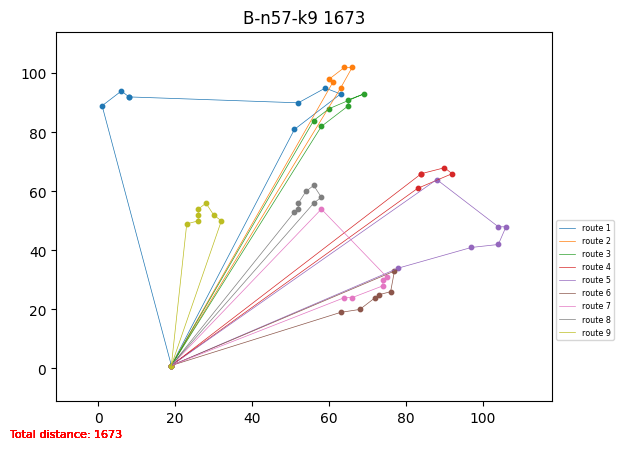 B-n57-k9 1673
100
80
60
40
20
0
0 20 40 60 80 100
route 1
route 2
route 3
route 4
route 5
route 6
route 7
route 8
route 9
Total distance: 1673